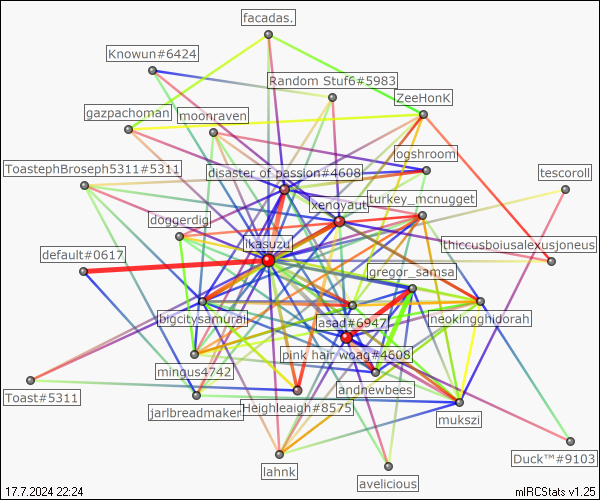 facadas.
Knowun#6424
Random Stuf6#5983
ZeeHonK
gazpachoman
moonraven
ogshroom
ToastephBroseph5311#5311
disaster of passion#4608
tescoroll
xenoyaut
turkey_mcnugget
doggerdig
ikasuzu
thiccusboiusalexusjoneus
default#0617
gregor_samsa
bigcitysamurai
asad#6947
neokingghidorah
pink hair woag#4608
mingus4742
andnewbees
Toast#5311
jarlbreadmaker
Heighleaigh#8575
mukszi
lahnk
Duck™#9103
avelicious
17.7.2024 22:24
mIRCStats v1.25